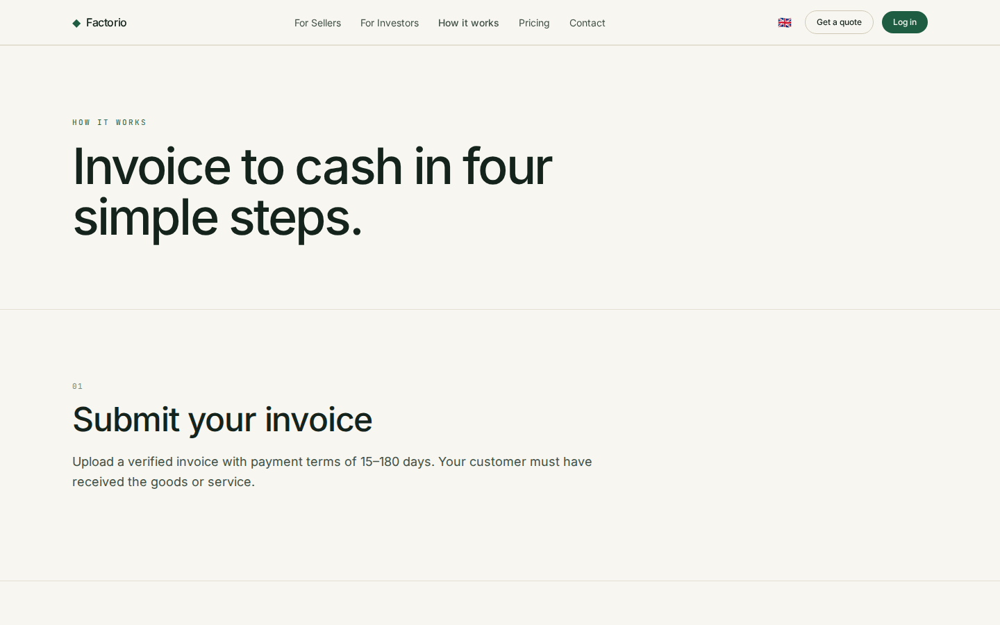 Factorio
For Sellers
For Investors
How it works
Pricing
Contact
Get a quote
Log in
HOW IT WORKS
Invoice to cash in four
simple steps.
01
Submit your invoice
Upload a verified invoice with payment terms of 15–180 days. Your customer must have
received the goods or service.